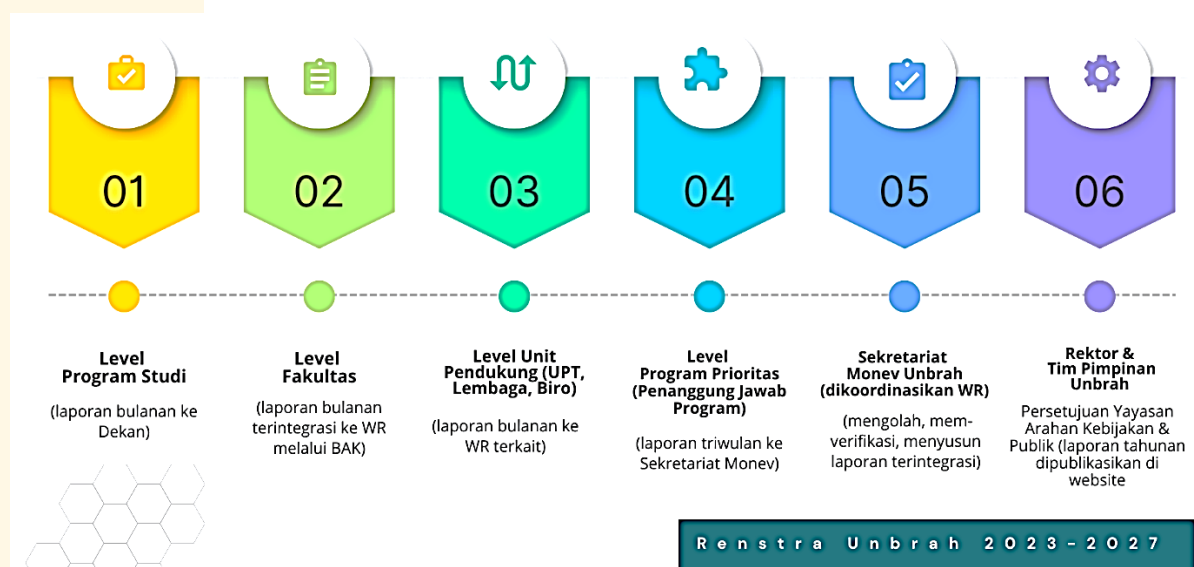 01
Level
Program Studi
(laporan bulanan ke
Dekan)
02
Level
Fakultas
(laporan bulanan
terintegrasi ke WR
melalui BAK)
03
Level Unit
Pendukung (UPT,
Lembaga, Biro)
(laporan bulanan ke
WR terkait)
04
Level
Program Prioritas
(Penanggung Jawab
Program)
(laporan triwulan ke
Sekretariat Monev)
05
Sekretariat
Monev Unbrah
(dikoordinasikan WR)
(mengolah, mem-
verifikasi, menyusun
laporan terintegrasi)
06
Rektor &
Tim Pimpinan
Unbrah
Persetujuan Yayasan
Arahan Kebijakan &
Publik (laporan tahunan
dipublikasikan di
website
Renstra Unbrah 2023-2027